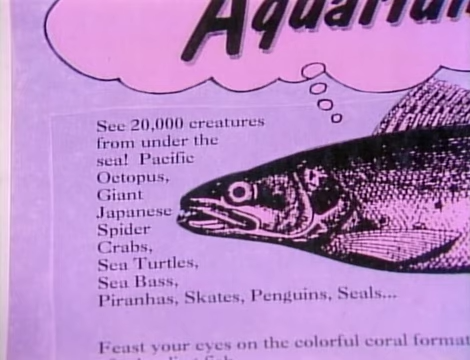 Aquarium
See 20,000 creatures
from under the
sea! Pacific
Octopus,
Giant
Japanese
Spider
Crabs,
Sea Turtles,
Sea Bass,
Piranhas, Skates, Penguins, Seals...
Feast your eyes on the colorful coral format